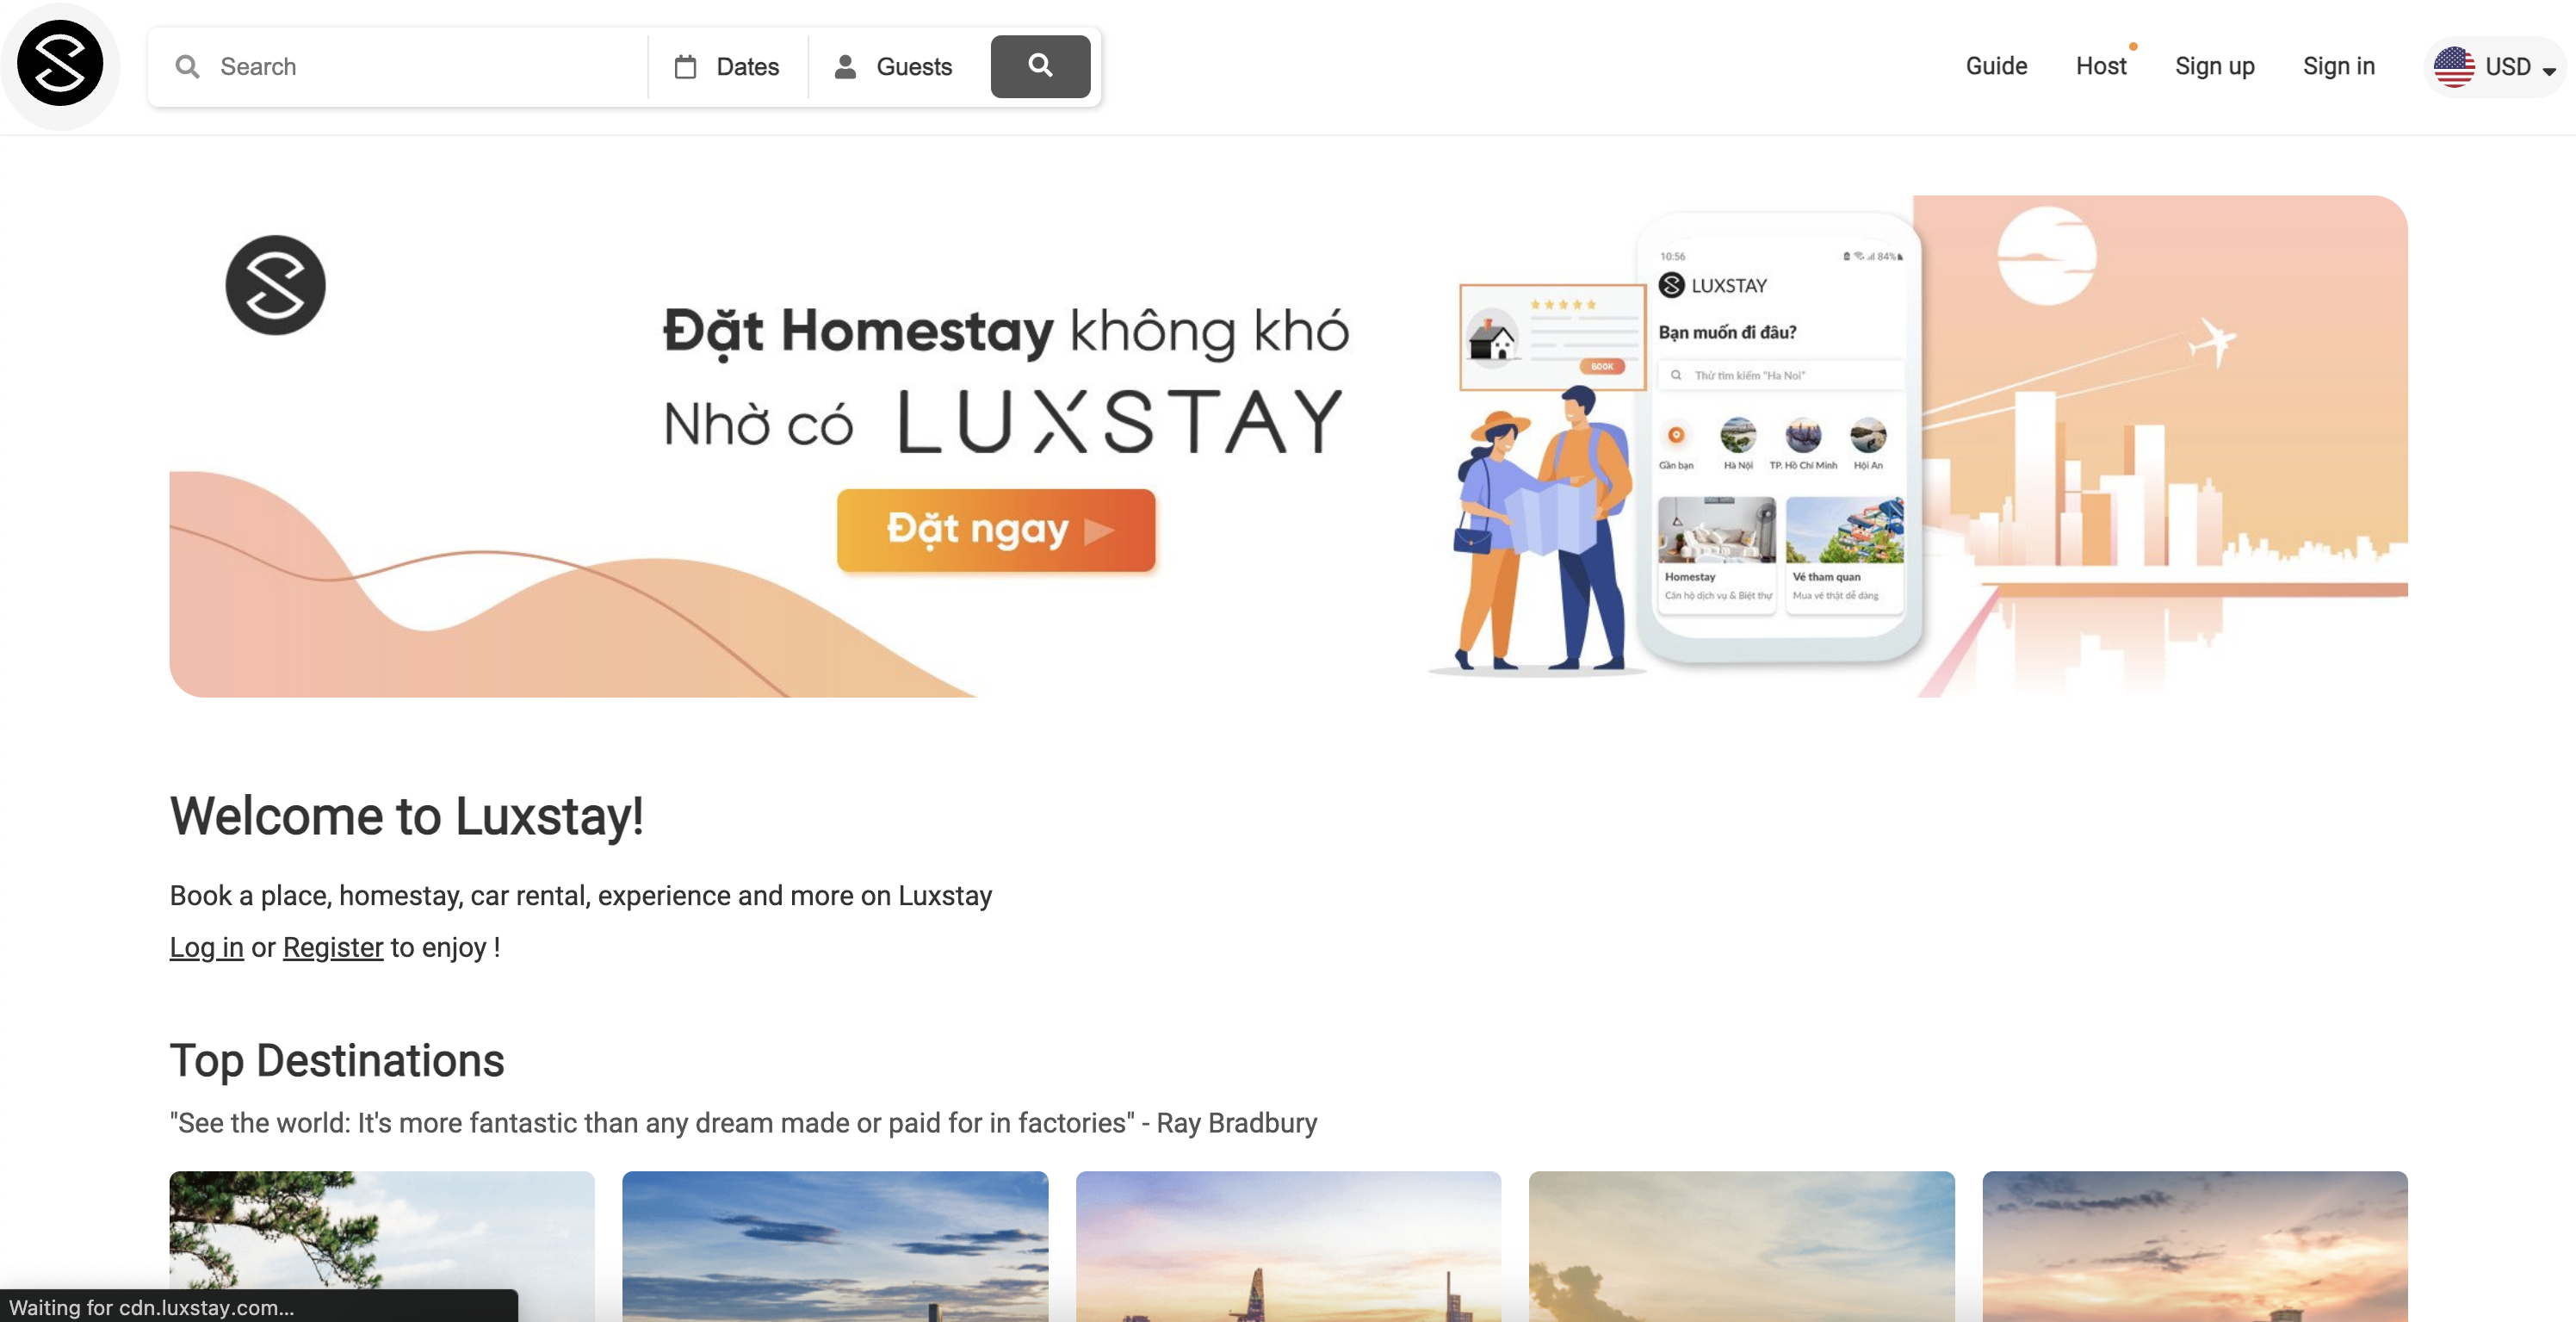 Search
Dates
Guests
Guide
Host
Sign up
Sign in
USD
Đặt Homestay không khó
Nhờ có LUXSTAY
Đặt ngay
BOOK
10:56
84%
LUXSTAY
Bạn muốn đi đâu?
Thử tìm kiếm "Ha Noi"
Gần bạn
Hà Nội
TP. Hồ Chí Minh
Hội An
Homestay
Căn hộ dịch vụ & Biệt thự
Vé tham quan
Mua vé thật dễ dàng
Welcome to Luxstay!
Book a place, homestay, car rental, experience and more on Luxstay
Log in or Register to enjoy !
Top Destinations
"See the world: It's more fantastic than any dream made or paid for in factories" - Ray Bradbury
Waiting for cdn.luxstay.com...